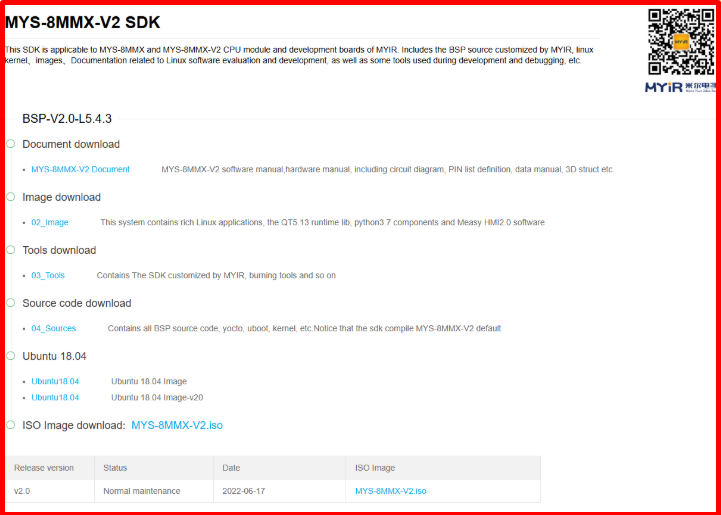 MYS-8MMX-V2 SDK
This SDK is applicable to MYS-8MMX and MYS-8MMX-V2 CPU module and development boards of MYIR. Includes the BSP source customized by MYIR, linux
kernel、images、Documentation related to Linux software evaluation and development, as well as some tools used during development and debugging, etc.
MYiR
MYiR 米尔电子
BSP-V2.0-L5.4.3
Document download
MYS-8MMX-V2 Document MYS-8MMX-V2 software manual,hardware manual, including circuit diagram, PIN list definition, data manual, 3D struct etc.
Image download
02_Image This system contains rich Linux applications, the QT5.13 runtime lib, python3.7 components and Measy HMI2.0 software
Tools download
03_Tools Contains The SDK customized by MYIR, burning tools and so on
Source code download
04_Sources Contains all BSP source code, yocto, uboot, kernel, etc.Notice that the sdk compile MYS-8MMX-V2 default
Ubuntu 18.04
Ubuntu18.04 Ubuntu 18.04 Image
Ubuntu18.04 Ubuntu 18.04 Image-v20
ISO Image download: MYS-8MMX-V2.iso
Release version Status Date ISO Image
v2.0 Normal maintenance 2022-06-17 MYS-8MMX-V2.iso